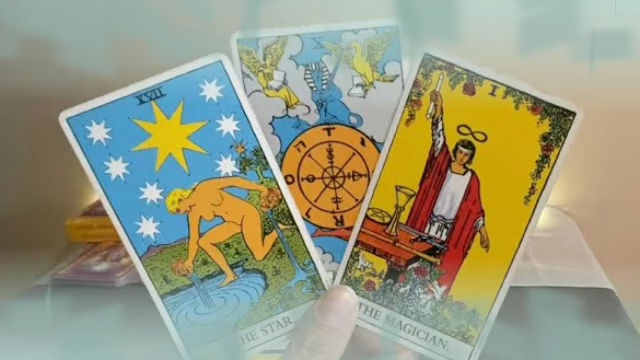 XVII
X
I
HE STAR.
THE MAGICIAN.